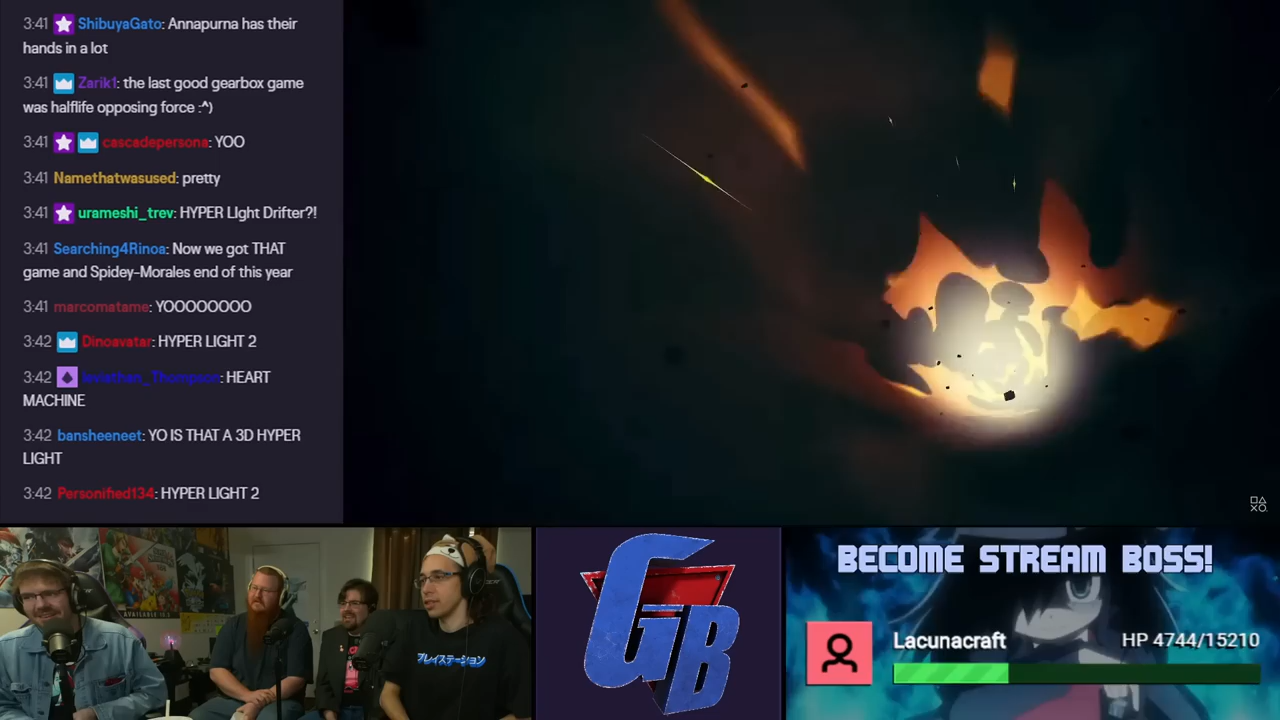 3:41 ShibuyaGato: Annapurna has their
hands in a lot
3:41 Zarik1: the last good gearbox game
was halflife opposing force :^)
3:41 cascadepersona: YOO
3:41 Namethatwasused: pretty
3:41 urameshi_trev: HYPER LIght Drifter?!
3:41 Searching4Rinoa: Now we got THAT
game and Spidey-Morales end of this year
3:41 marcomatame: YOOOOOOOO
3:42 Dinoavatar: HYPER LIGHT 2
3:42 leviathan_Thompson: HEART
MACHINE
3:42 bansheeneet: YO IS THAT A 3D HYPER
LIGHT
3:42 Personified134: HYPER LIGHT 2
AVAILABLE 11.5
プレイステーション
GB
BECOME STREAM BOSS!
Lacunacraft HP 4744/15210